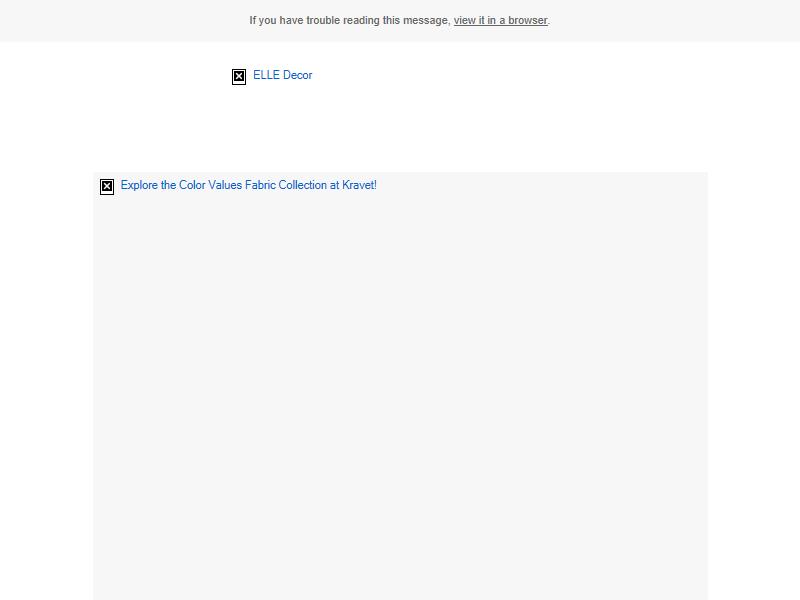 If you have trouble reading this message, view it in a browser.
ELLE Decor
Explore the Color Values Fabric Collection at Kravet!